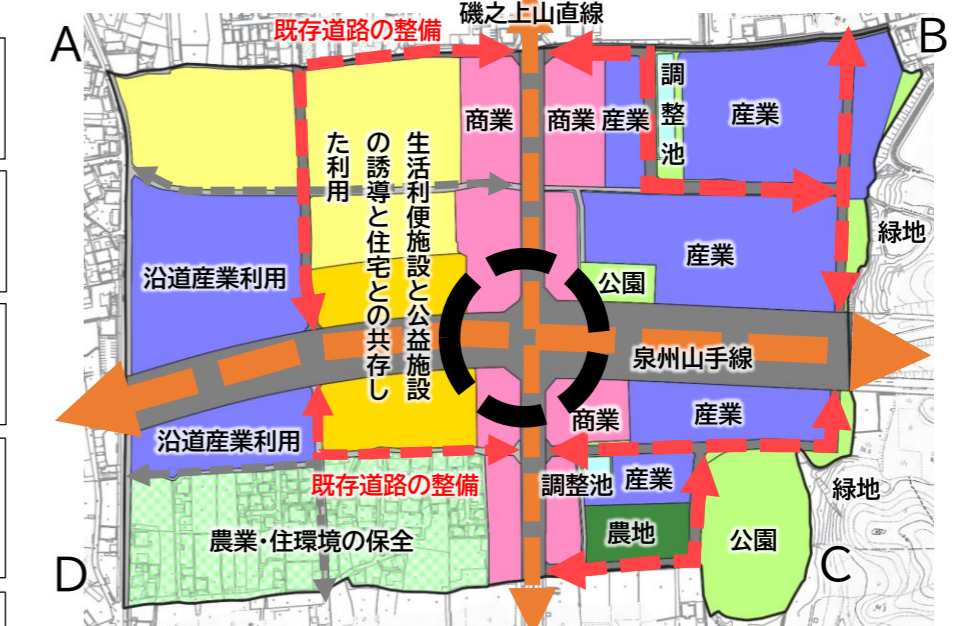 磯之上山直線
既存道路の整備
A
B
商業
商業
産業
調整池
産業
生活利便施設と公益施設
の誘導と住宅との共存し
た利用
緑地
産業
沿道産業利用
公園
泉州山手線
商業
産業
沿道産業利用
既存道路の整備
調整池
産業
緑地
農地
農業・住環境の保全
公園
D
C